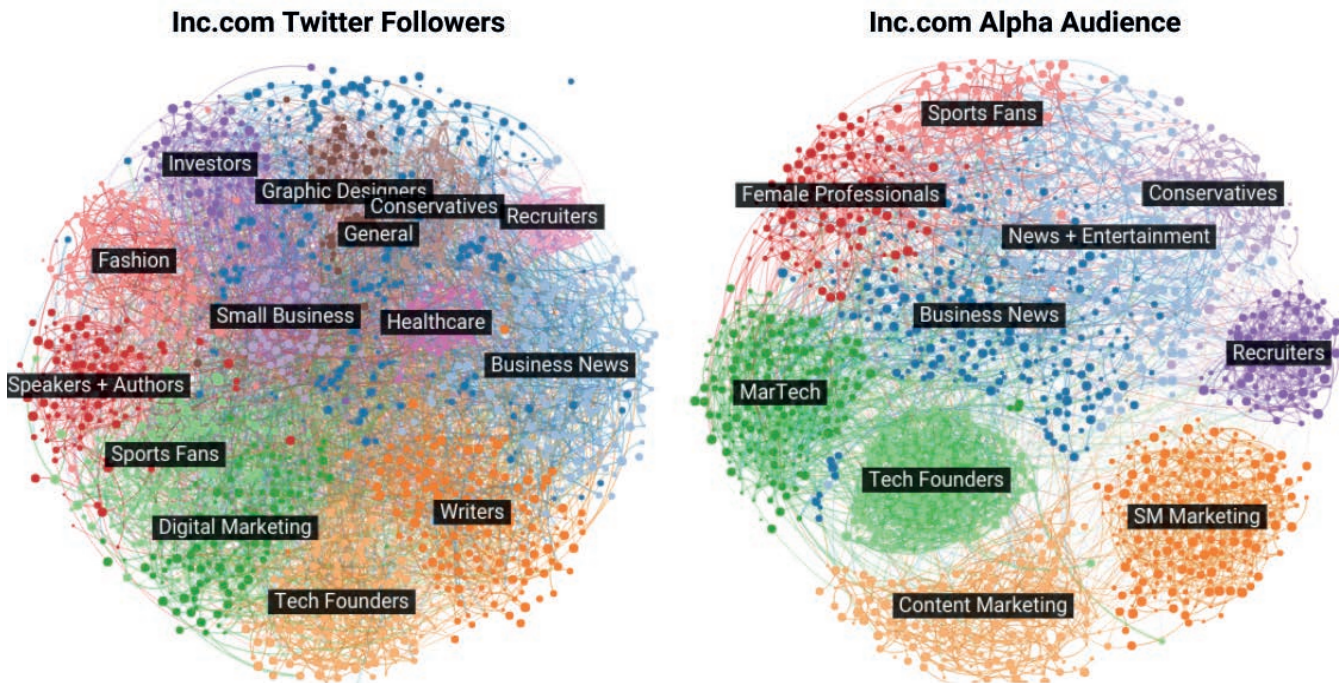 Inc.com Twitter Followers
Investors
Graphic Designers
Conservatives
Recruiters
General
Fashion
Small Business
Healthcare
Business News
Speakers + Authors
Sports Fans
Digital Marketing
Writers
Tech Founders
Inc.com Alpha Audience
Sports Fans
Female Professionals
Conservatives
News + Entertainment
Business News
Recruiters
MarTech
Tech Founders
SM Marketing
Content Marketing